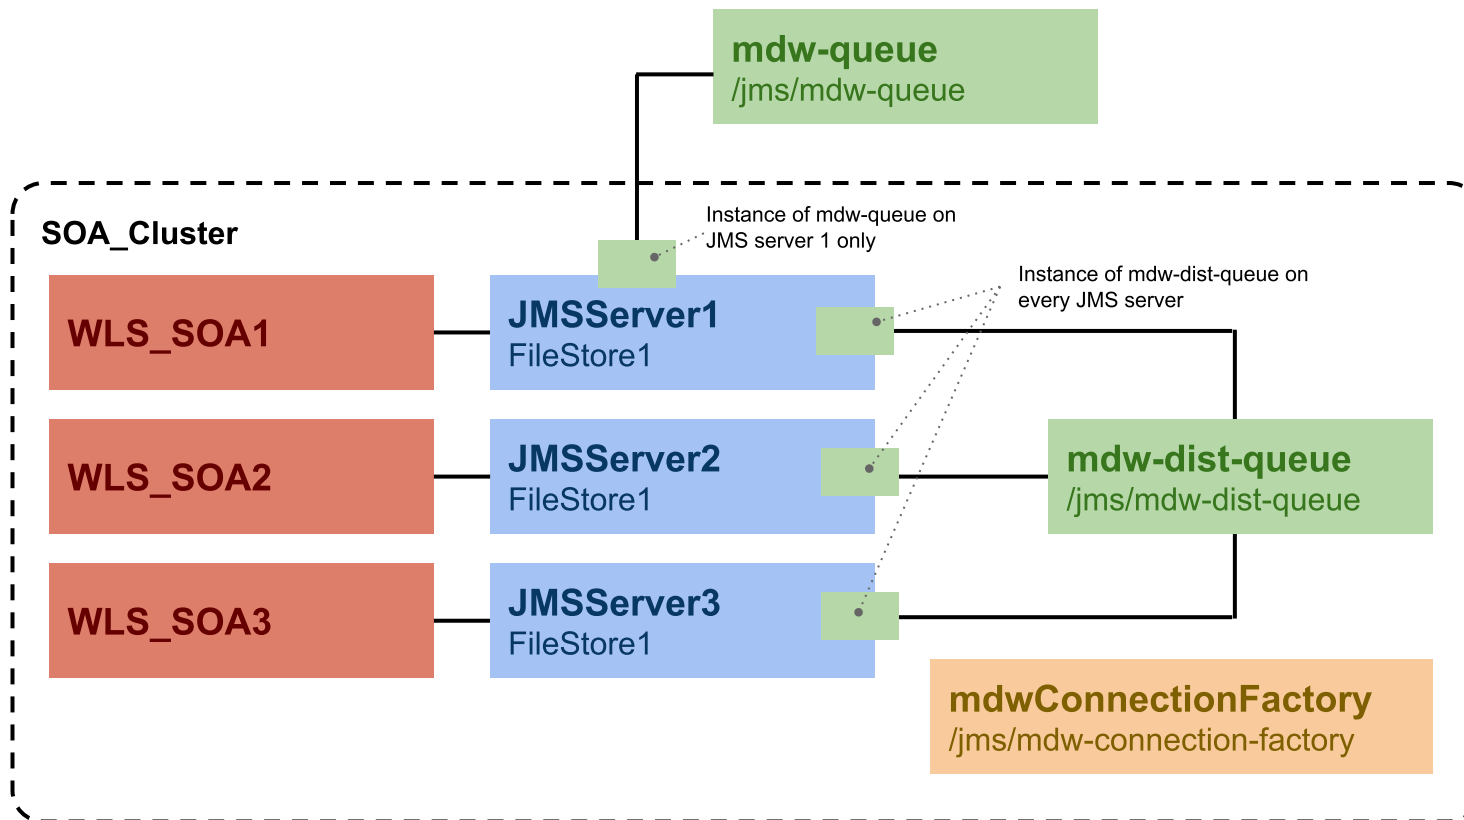 mdw-queue
/jms/mdw-queue
SOA_Cluster
Instance of mdw-queue on
JMS server 1 only
Instance of mdw-dist-queue on
every JMS server
WLS_SOA1
JMSServer1
FileStore1
WLS_SOA2
JMSServer2
FileStore1
mdw-dist-queue
/jms/mdw-dist-queue
WLS_SOA3
JMSServer3
FileStore1
mdwConnectionFactory
/jms/mdw-connection-factory